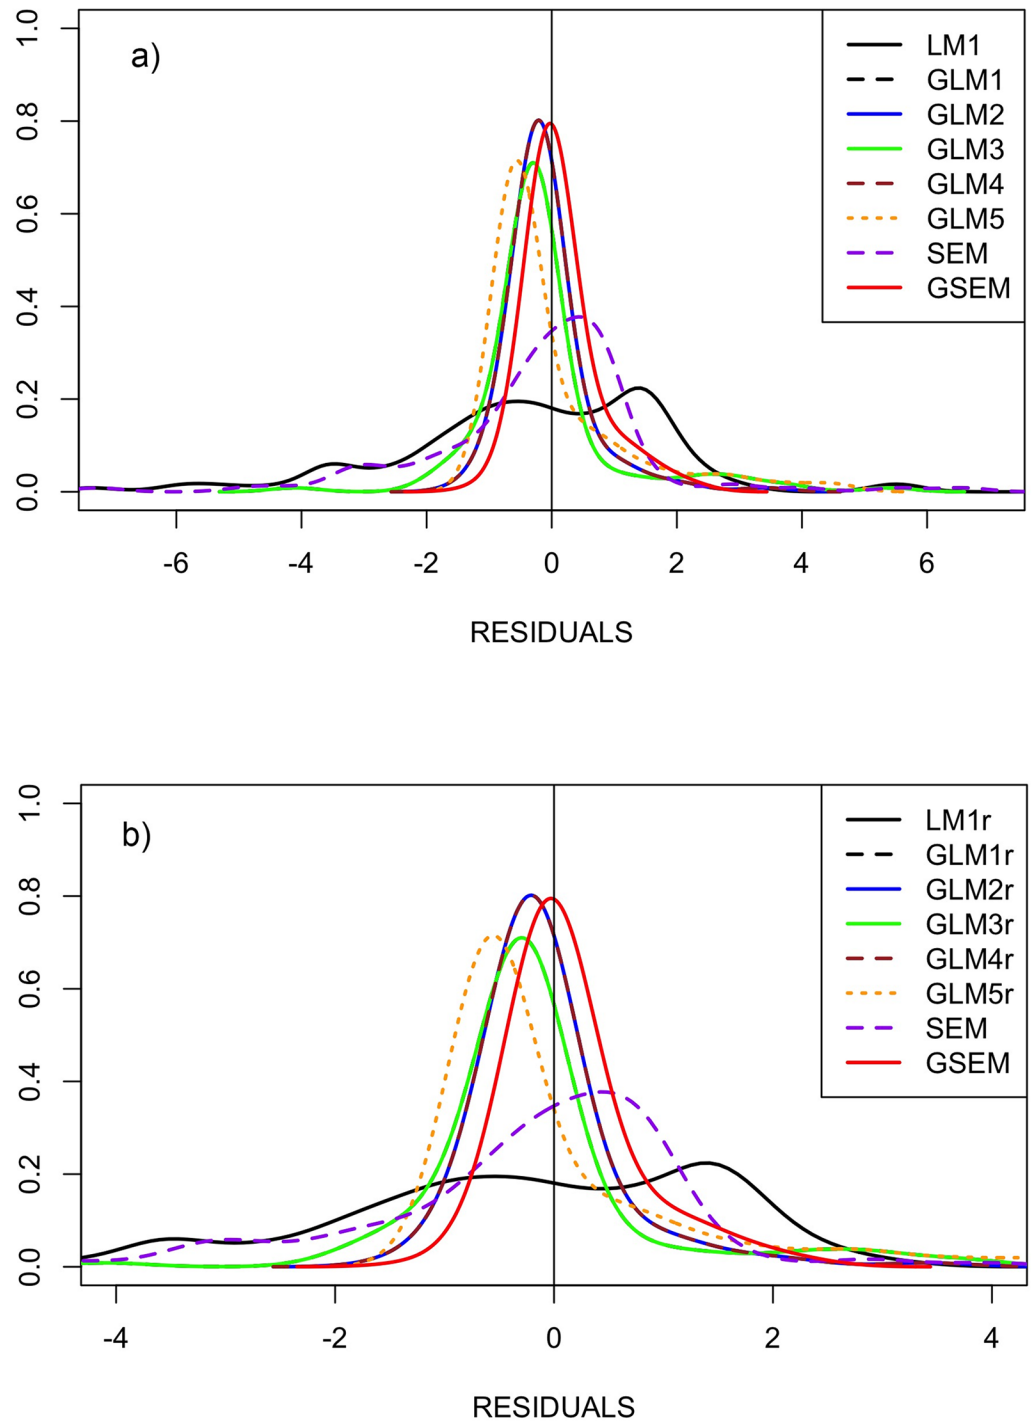 a)
1.0
0.8
0.6
0.4
0.2
0.0
LM1
GLM1
GLM2
GLM3
GLM4
GLM5
SEM
GSEM
-6 -4 -2 0 2 4 6
RESIDUALS
b)
1.0
0.8
0.6
0.4
0.2
0.0
LM1r
GLM1r
GLM2r
GLM3r
GLM4r
GLM5r
SEM
GSEM
-4 -2 0 2 4
RESIDUALS